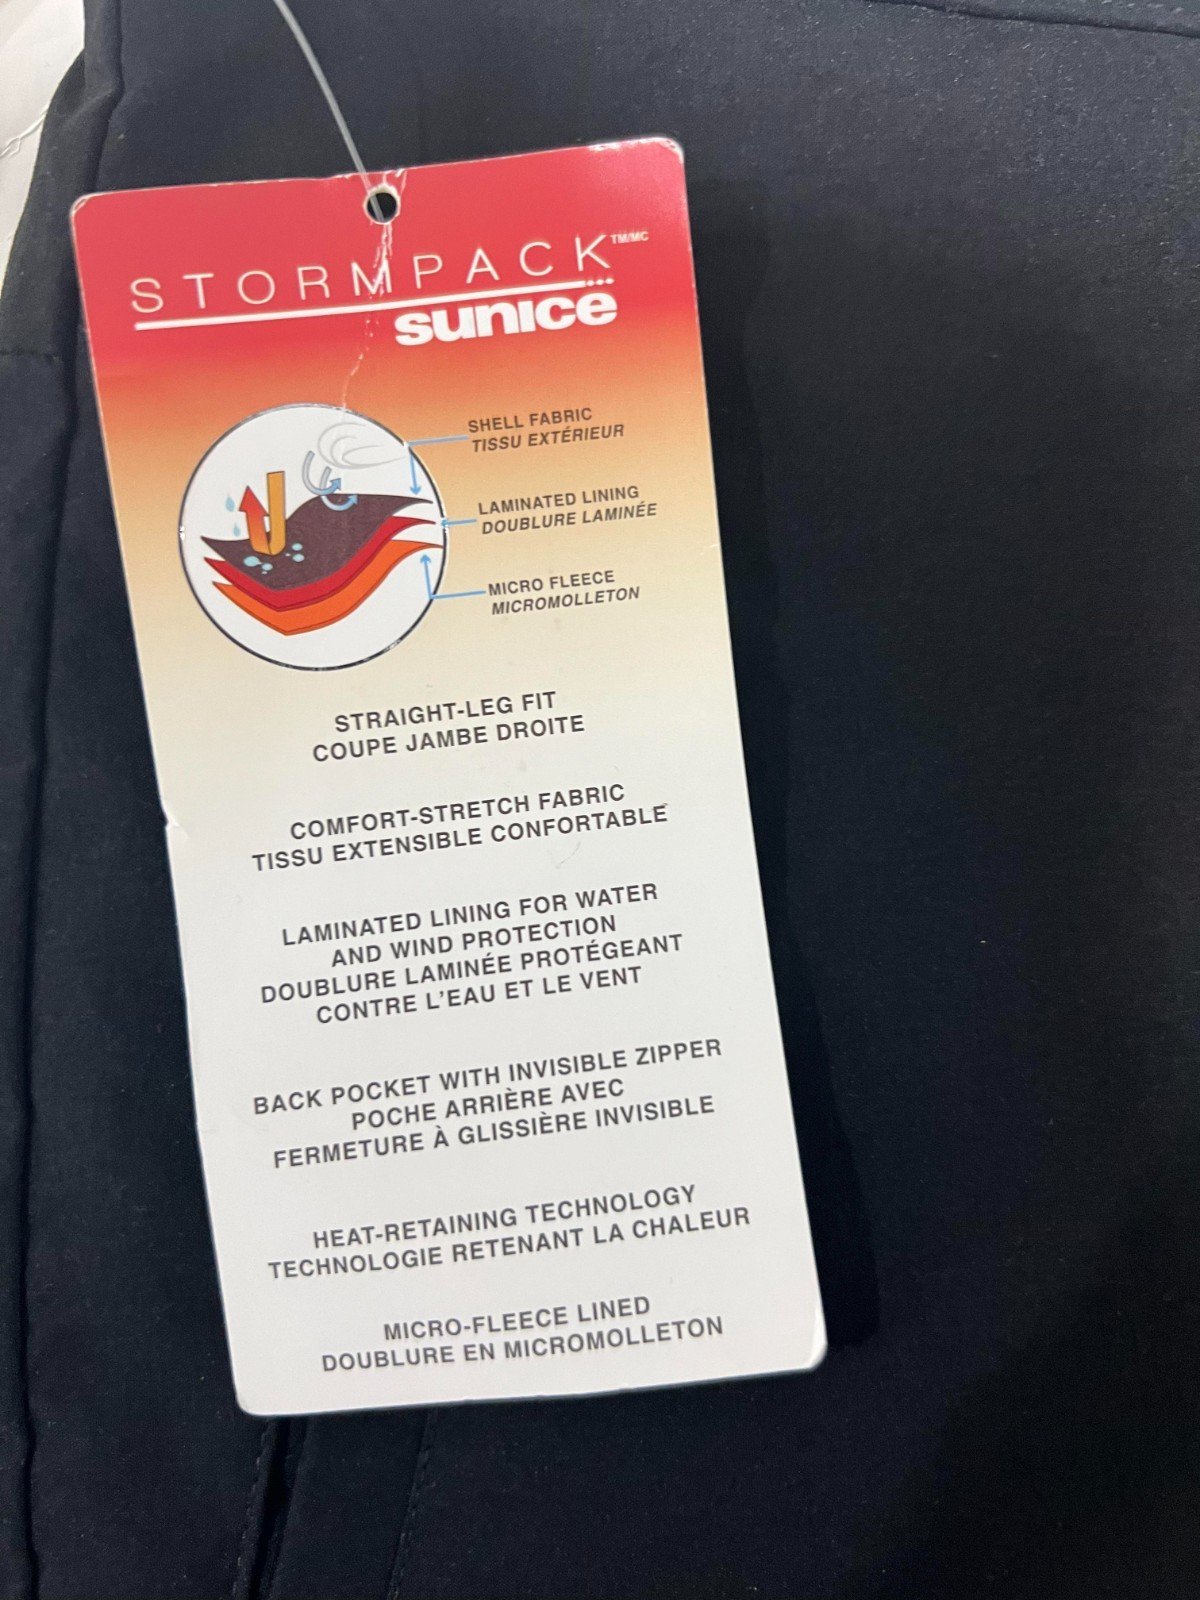 STORMPACK TM/MC
sunice
SHELL FABRIC
TISSU EXTÉRIEUR
LAMINATED LINING
DOUBLURE LAMINÉE
MICRO FLEECE
MICROMOLLETON
STRAIGHT-LEG FIT
COUPE JAMBE DROITE
COMFORT-STRETCH FABRIC
TISSU EXTENSIBLE CONFORTABLE
LAMINATED LINING FOR WATER
AND WIND PROTECTION
DOUBLURE LAMINÉE PROTÉGEANT
CONTRE L'EAU ET LE VENT
BACK POCKET WITH INVISIBLE ZIPPER
POCHE ARRIÈRE AVEC
FERMETURE À GLISSIÈRE INVISIBLE
HEAT-RETAINING TECHNOLOGY
TECHNOLOGIE RETENANT LA CHALEUR
MICRO-FLEECE LINED
DOUBLURE EN MICROMOLLETON